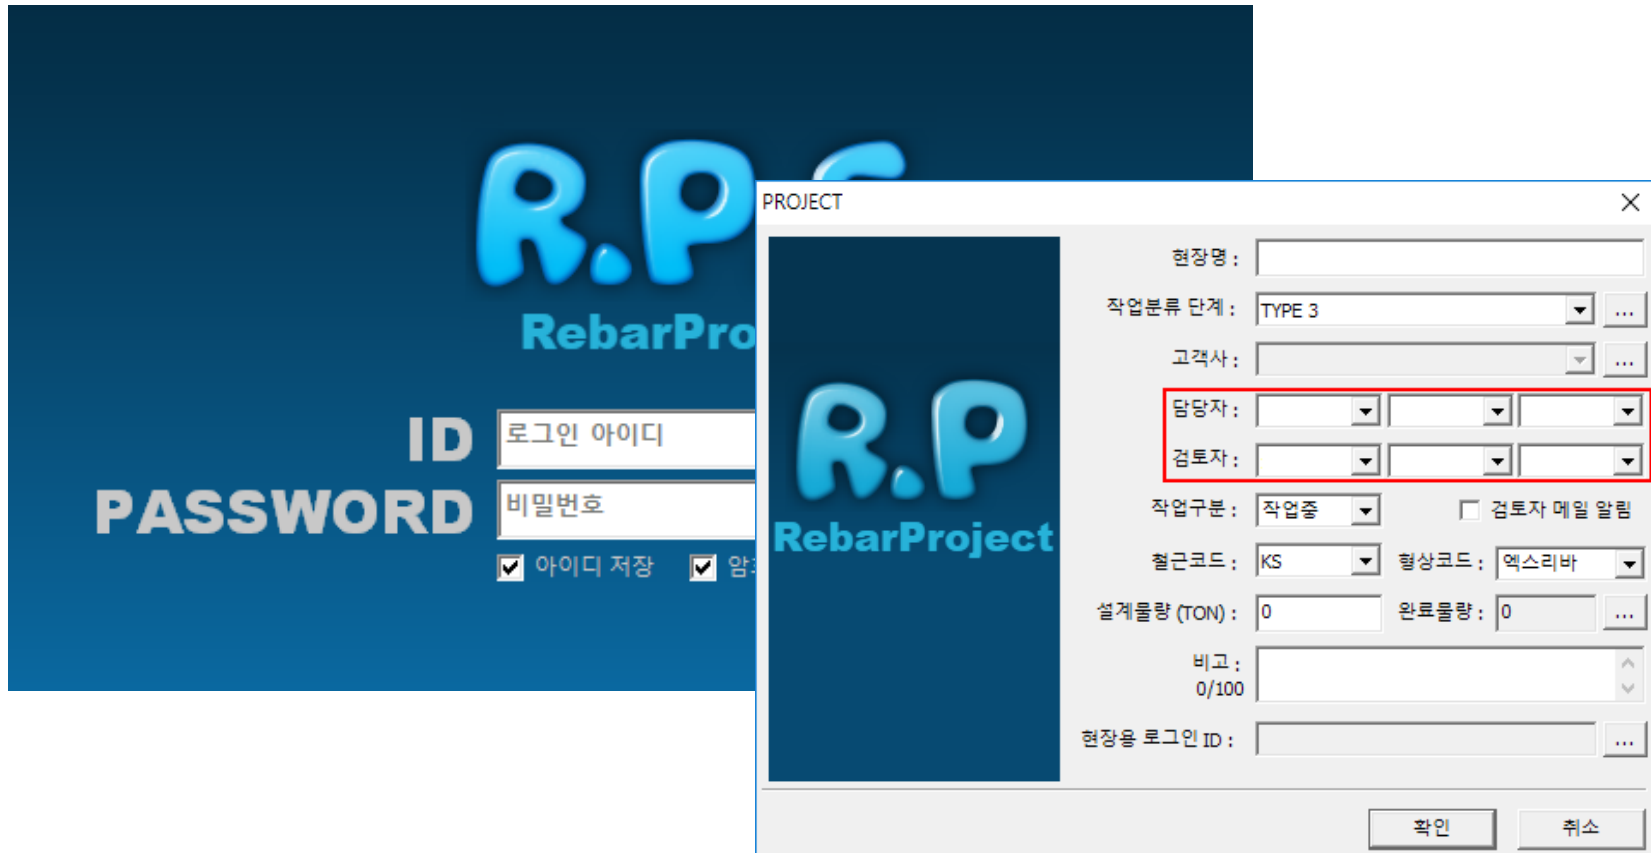 R.P.S
RebarPro
ID 로그인 아이디
PASSWORD 비밀번호
아이디 저장
PROJECT
R.P
RebarProject
현장명 :
작업분류 단계 : TYPE 3 ...
고객사 : ...
담당자 :
검토자 :
작업구분 : 작업중 검토자 메일 알림
철근코드 : KS 형상코드 : 엑스리바
설계물량 (TON) : 0 완료물량 : 0 ...
비고 :
0/100
현장용 로그인 ID : ...
확인 취소